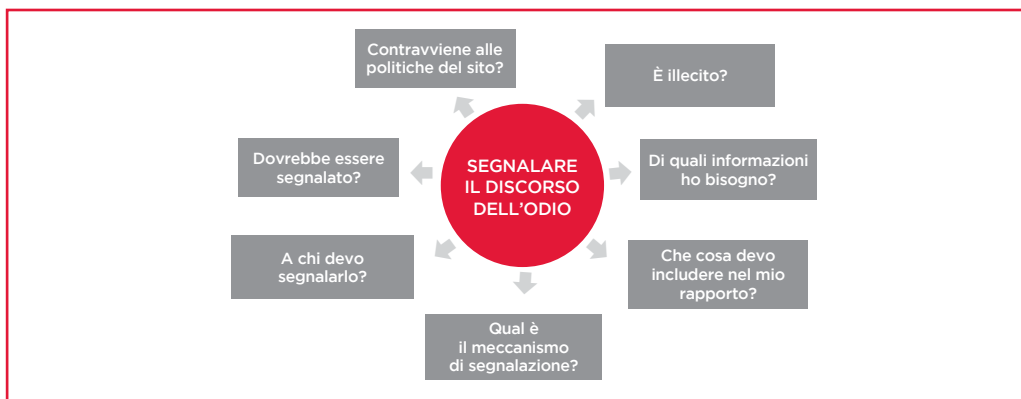 Contravviene alle
politiche del sito?
È illecito?
Dovrebbe essere
segnalato?
SEGNALARE
IL DISCORSO
DELL'ODIO
Di quali informazioni
ho bisogno?
A chi devo
segnalarlo?
Che cosa devo
includere nel mio
rapporto?
Qual è
il meccanismo
di segnalazione?